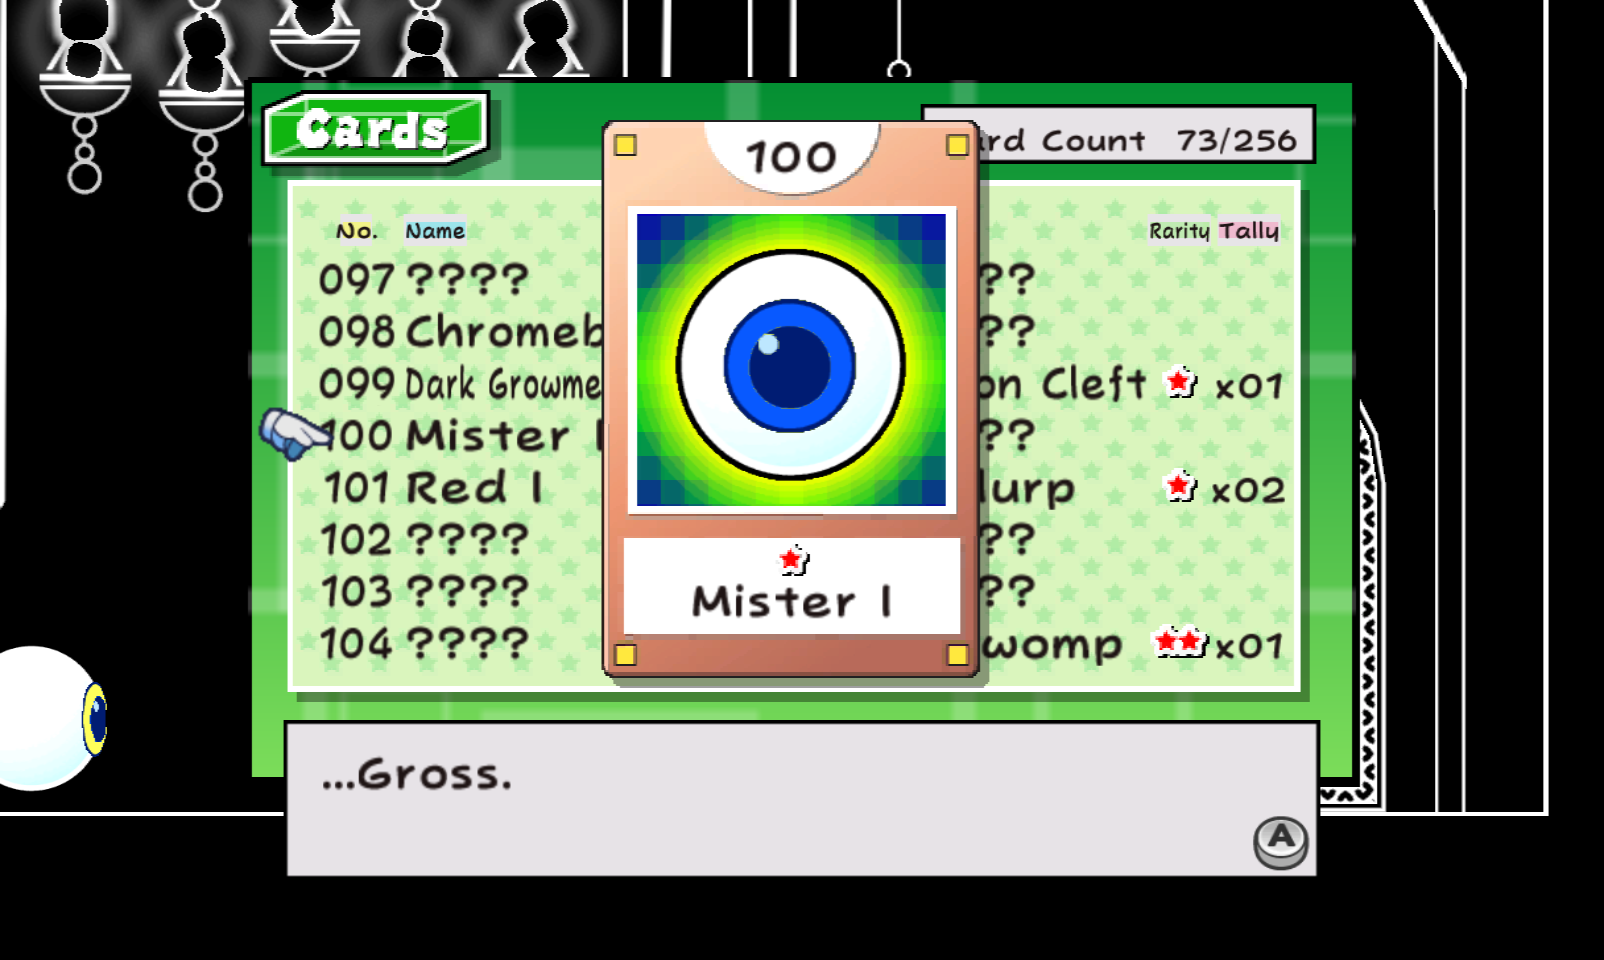 Cards
100
rd Count 73/256
No. Name Rarity Tally
097 ???? ??
098 Chromeb ??
099 Dark Growme on Cleft x01
100 Mister I ??
101 Red I lurp x02
102 ???? ??
103 ???? ??
104 ???? womp x01
Mister I
...Gross.
A